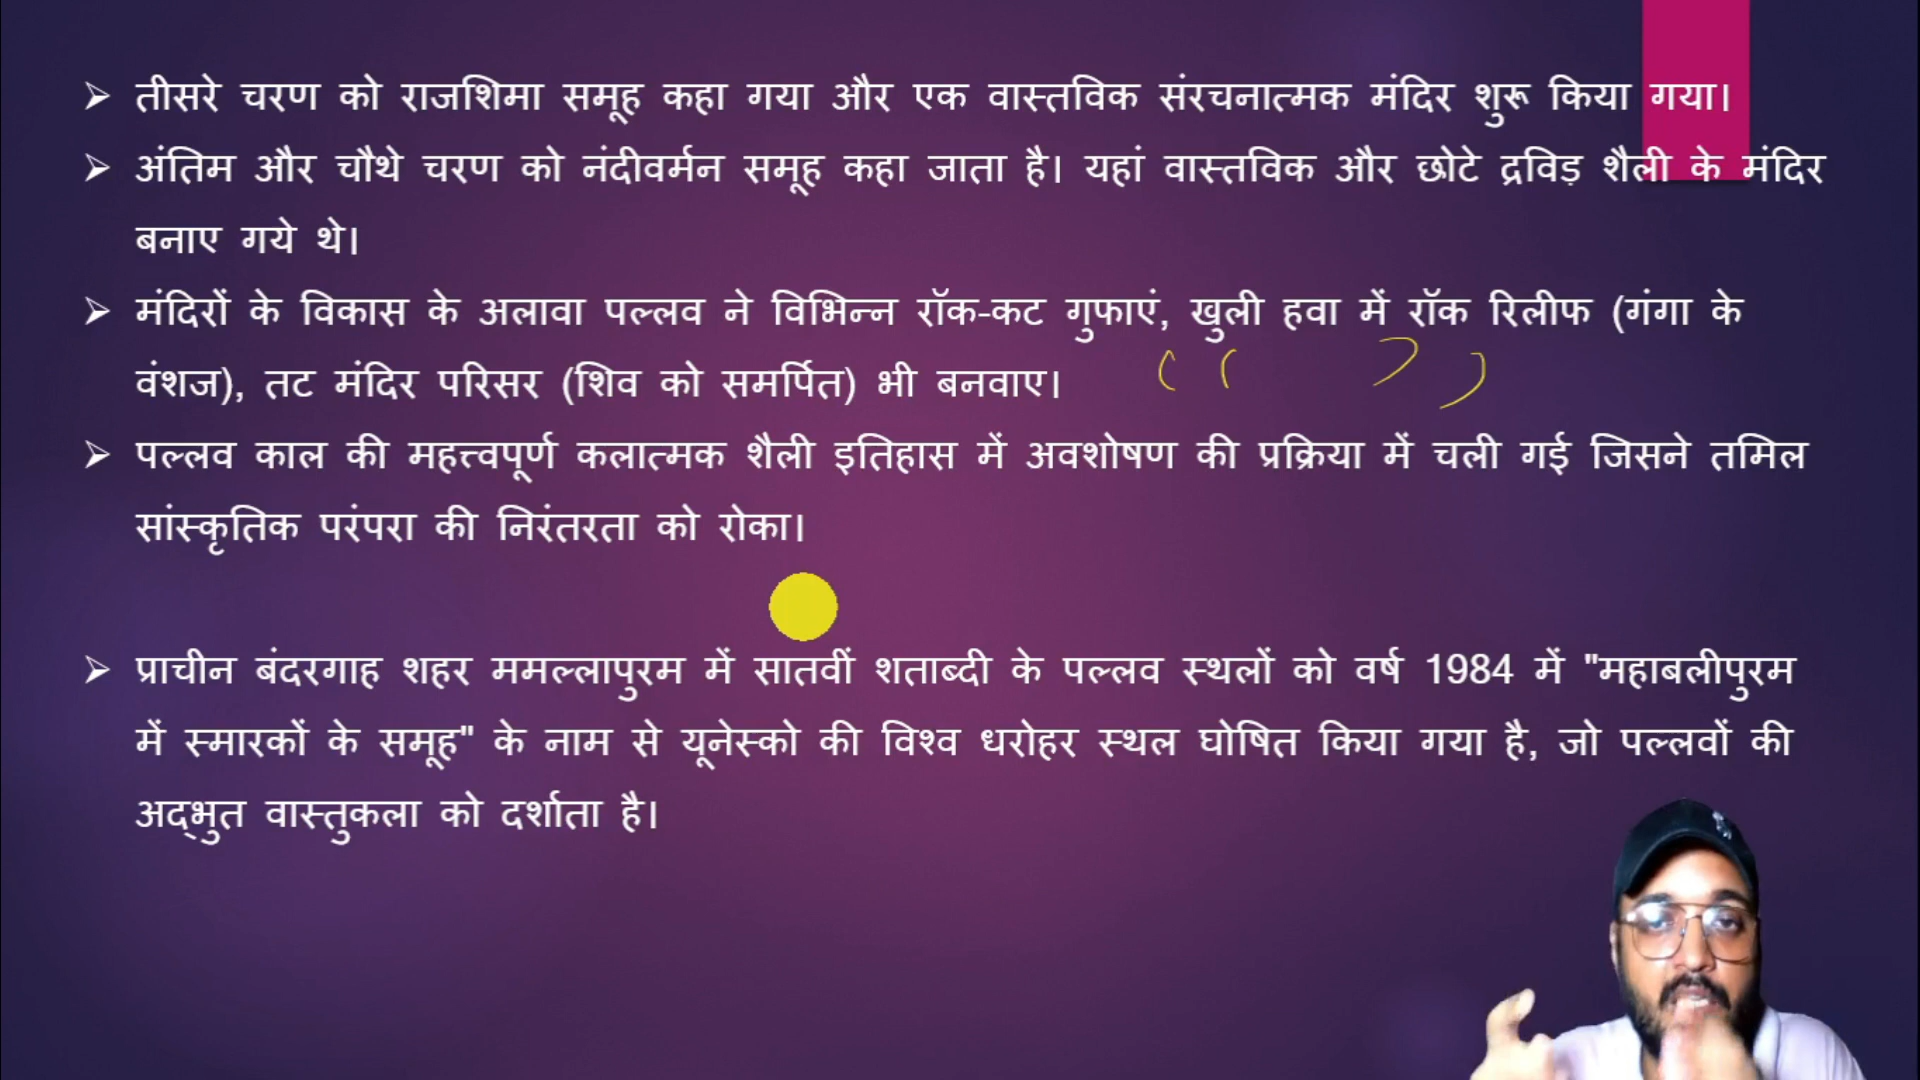 ➢ तीसरे चरण को राजशिमा समूह कहा गया और एक वास्तविक संरचनात्मक मंदिर शुरू किया गया।
➢ अंतिम और चौथे चरण को नंदीवर्मन समूह कहा जाता है। यहां वास्तविक और छोटे द्रविड़ शैली के मंदिर
बनाए गये थे।
➢ मंदिरों के विकास के अलावा पल्लव ने विभिन्न रॉक-कट गुफाएं, खुली हवा में रॉक रिलीफ (गंगा के
वंशज), तट मंदिर परिसर (शिव को समर्पित) भी बनवाए।
➢ पल्लव काल की महत्त्वपूर्ण कलात्मक शैली इतिहास में अवशोषण की प्रक्रिया में चली गई जिसने तमिल
सांस्कृतिक परंपरा की निरंतरता को रोका।
➢ प्राचीन बंदरगाह शहर ममल्लापुरम में सातवीं शताब्दी के पल्लव स्थलों को वर्ष 1984 में "महाबलीपुरम
में स्मारकों के समूह" के नाम से यूनेस्को की विश्व धरोहर स्थल घोषित किया गया है, जो पल्लवों की
अद्‌भुत वास्तुकला को दर्शाता है।